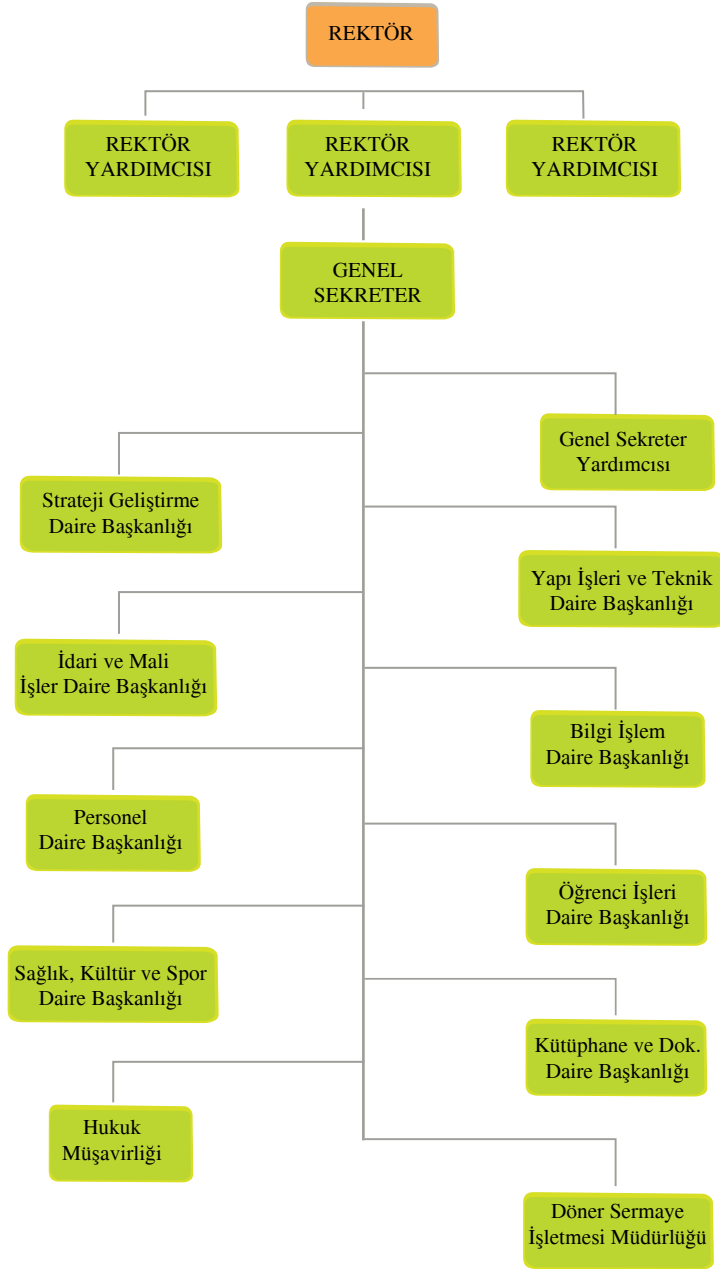 REKTÖR
REKTÖR
YARDIMCISI
REKTÖR
YARDIMCISI
REKTÖR
YARDIMCISI
GENEL
SEKRETER
Genel Sekreter
Yardımcısı
Strateji Geliştirme
Daire Başkanlığı
Yapı İşleri ve Teknik
Daire Başkanlığı
İdari ve Mali
İşler Daire Başkanlığı
Bilgi İşlem
Daire Başkanlığı
Personel
Daire Başkanlığı
Öğrenci İşleri
Daire Başkanlığı
Sağlık, Kültür ve Spor
Daire Başkanlığı
Kütüphane ve Dok.
Daire Başkanlığı
Hukuk
Müşavirliği
Döner Sermaye
İşletmesi Müdürlüğü